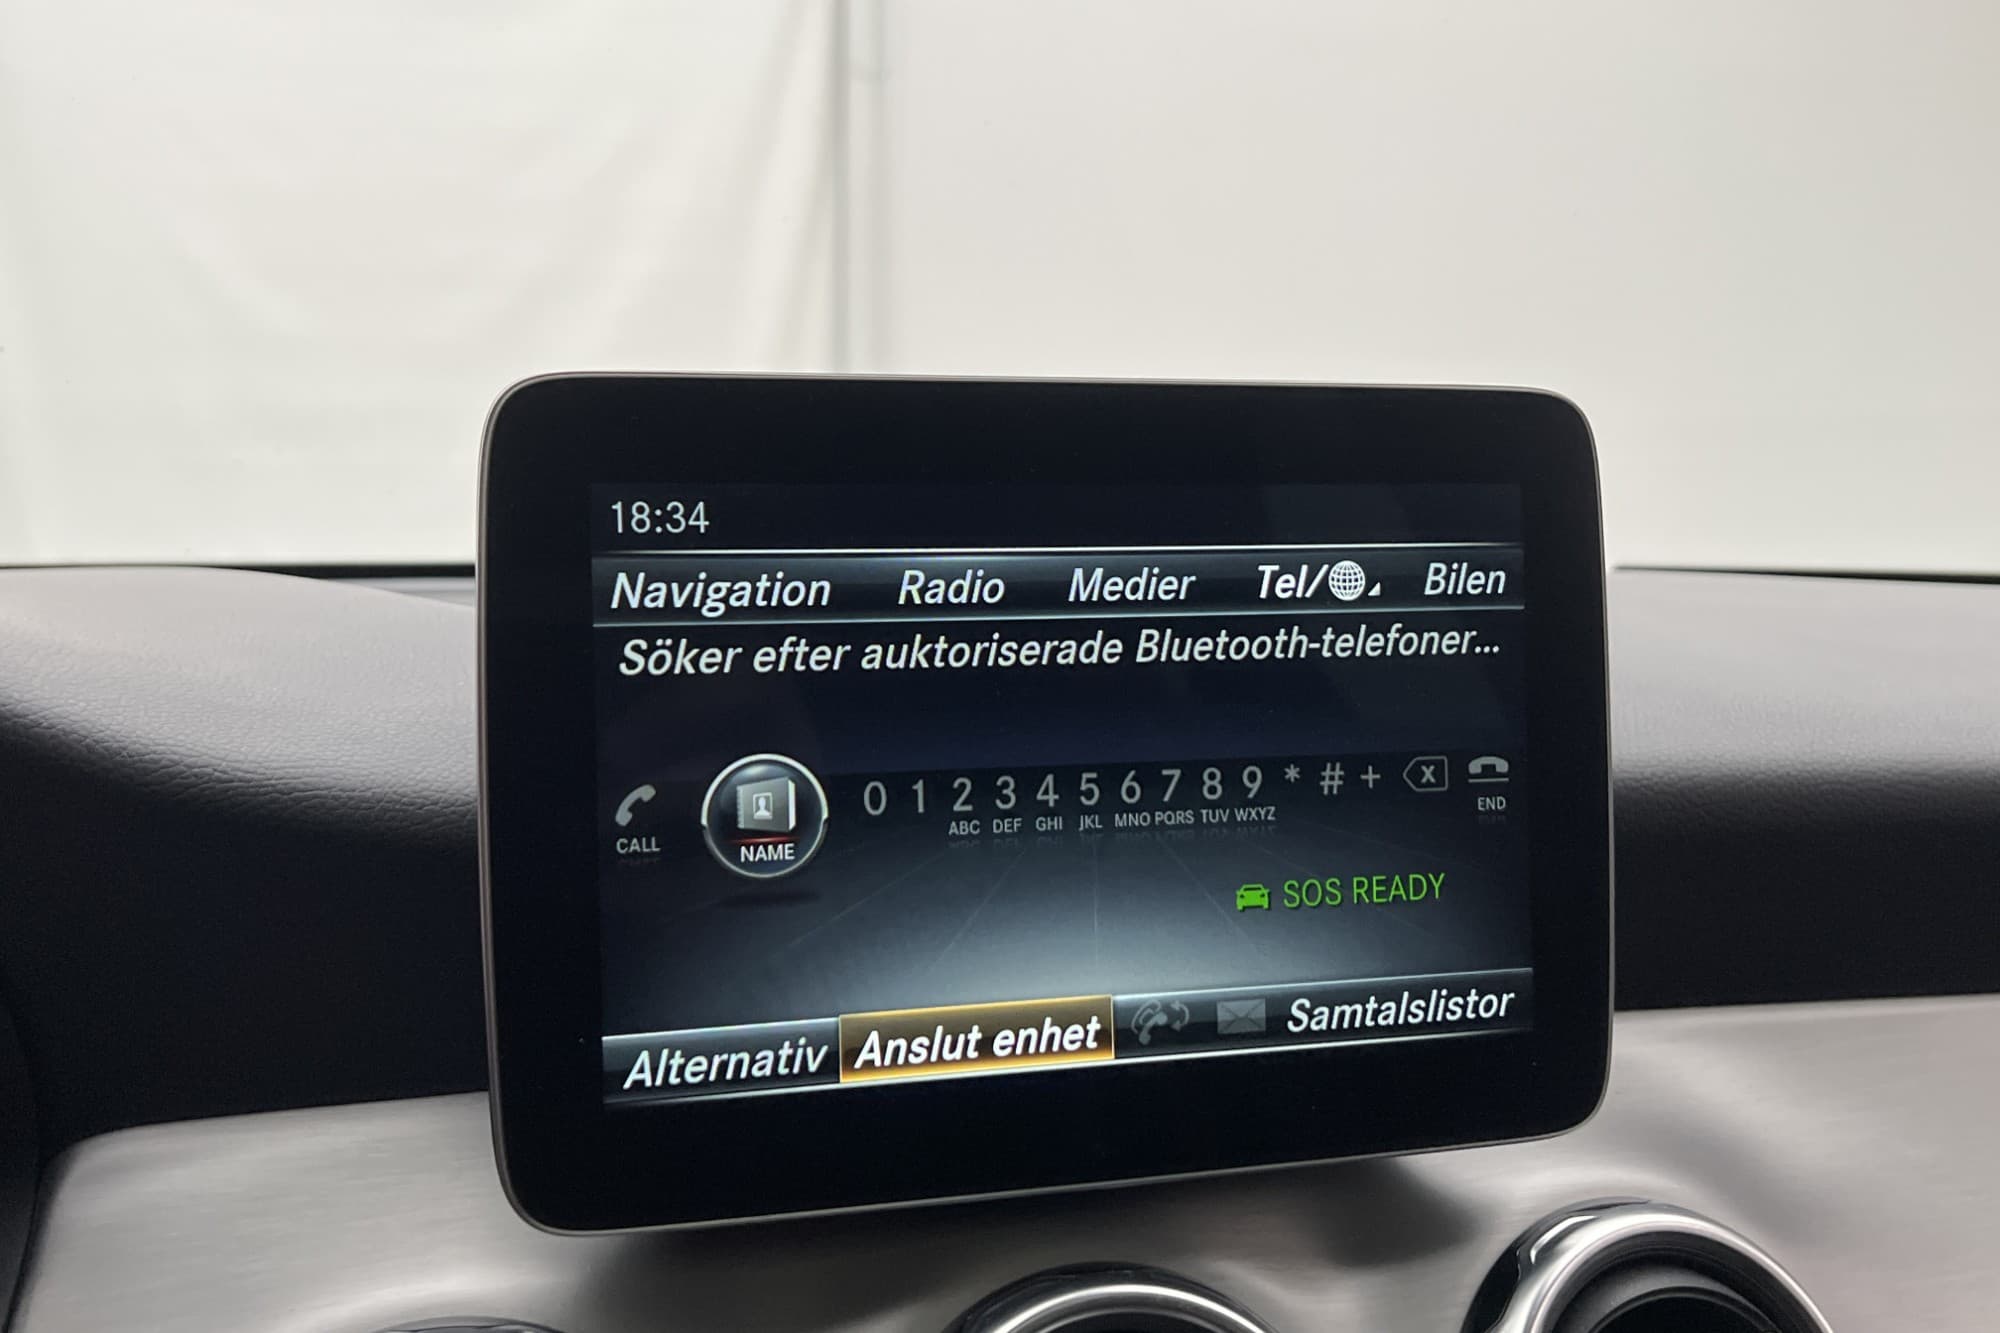 18:34
Navigation Radio Medier Tel/ Bilen
Söker efter auktoriserade Bluetooth-telefoner...
0 1 2 3 4 5 6 7 8 9 * # + X
ABC DEF GHI JKL MNO PQRS TUV WXYZ
CALL NAME END
SOS READY
Alternativ Anslut enhet Samtalslistor